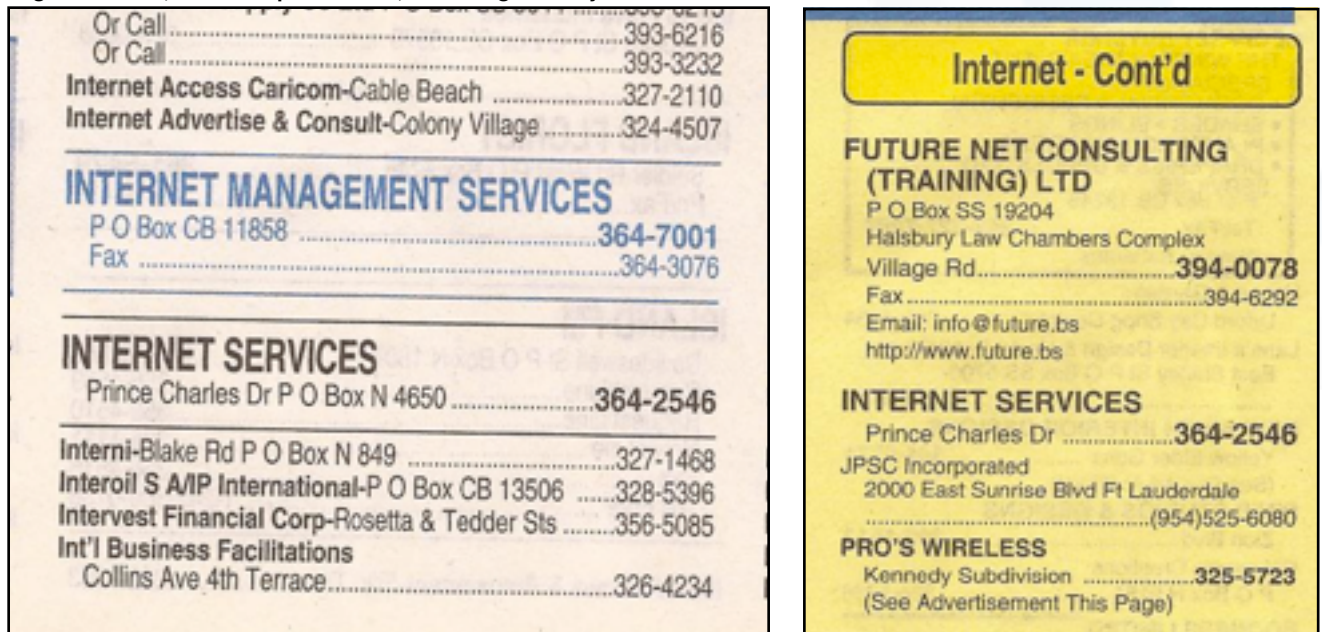 Or Call 393-6216
Or Call 393-3232
Internet Access Caricom-Cable Beach 327-2110
Internet Advertise & Consult-Colony Village 324-4507
INTERNET MANAGEMENT SERVICES
P O Box CB 11858 364-7001
Fax 364-3076
INTERNET SERVICES
Prince Charles Dr P O Box N 4650 364-2546
Interni-Blake Rd P O Box N 849 327-1468
Interoil S A/IP International-P O Box CB 13506 328-5396
Intervest Financial Corp-Rosetta & Tedder Sts 356-5085
Int'l Business Facilitations
Collins Ave 4th Terrace 326-4234
Internet - Cont'd
FUTURE NET CONSULTING
(TRAINING) LTD
P O Box SS 19204
Halsbury Law Chambers Complex
Village Rd 394-0078
Fax 394-6292
Email: info@future.bs
http://www.future.bs
INTERNET SERVICES
Prince Charles Dr 364-2546
JPSC Incorporated
2000 East Sunrise Blvd Ft Lauderdale
(954)525-6080
PRO'S WIRELESS
Kennedy Subdivision 325-5723
(See Advertisement This Page)